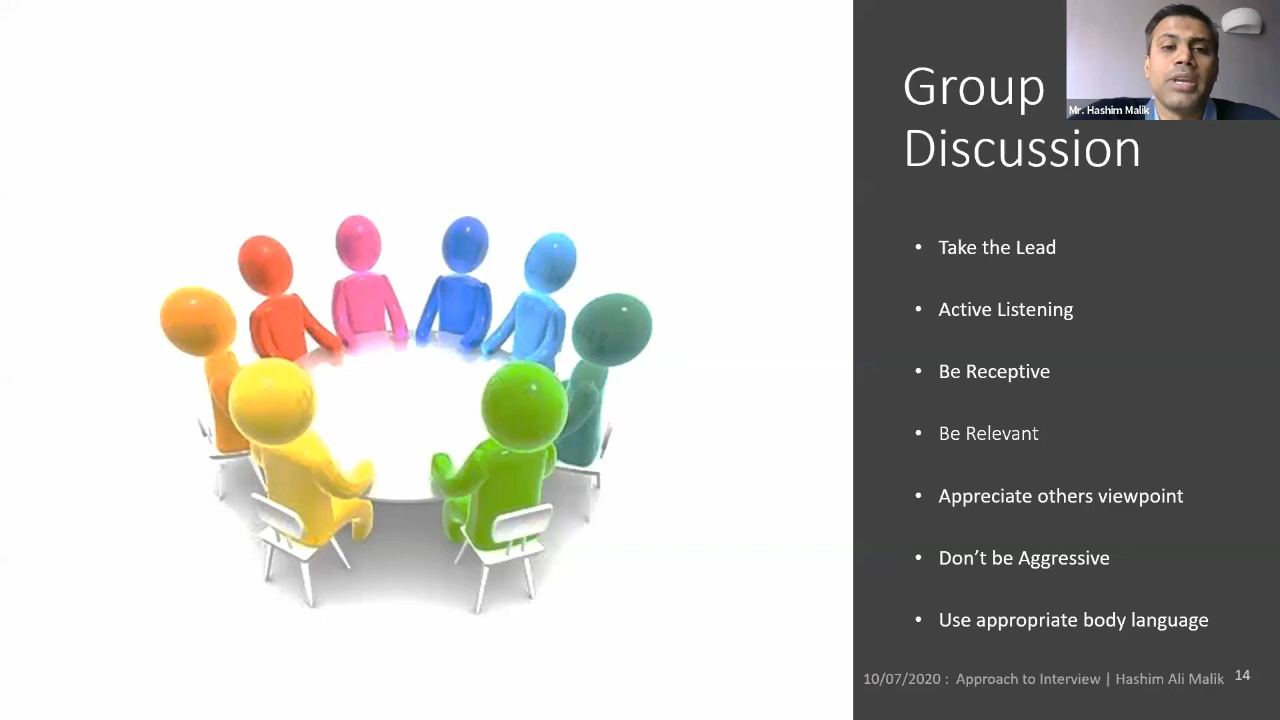 Group
Discussion
Mr. Hashim Malik
• Take the Lead
• Active Listening
• Be Receptive
• Be Relevant
• Appreciate others viewpoint
• Don’t be Aggressive
• Use appropriate body language
10/07/2020 : Approach to Interview | Hashim Ali Malik 14